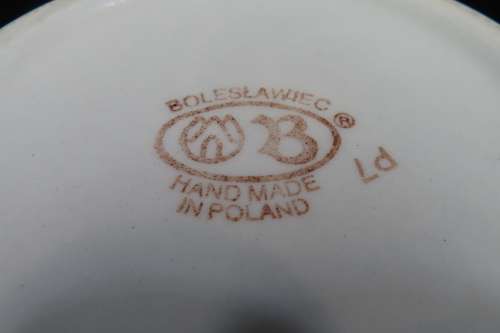 BOLESŁAWIEC
B ®
HAND MADE
IN POLAND
Ld